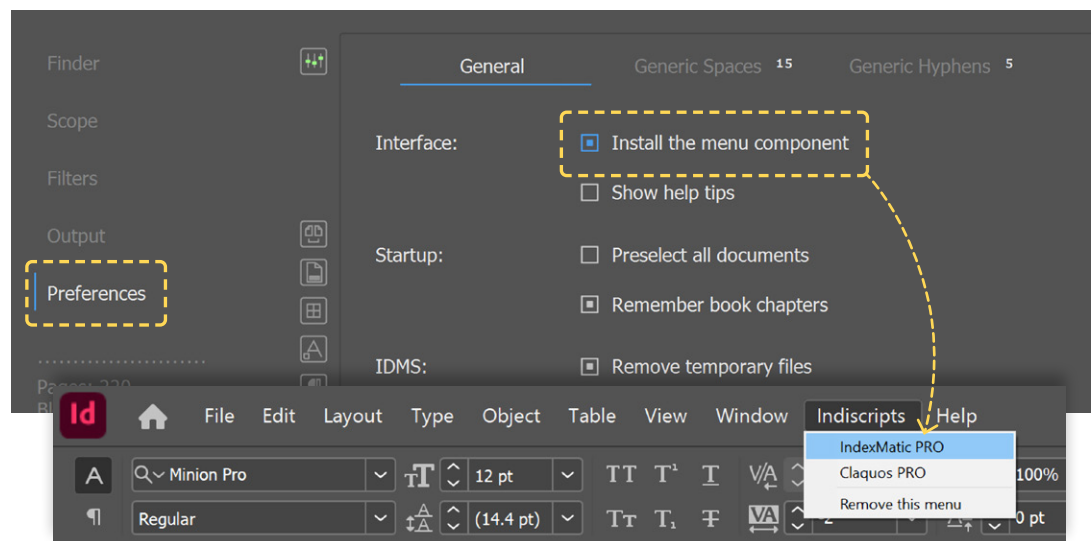 Finder
General
Generic Spaces 15
Generic Hyphens 5
Scope
Interface:
Install the menu component
Filters
Show help tips
Output
Startup:
Preselect all documents
Preferences
Remember book chapters
IDMS:
Remove temporary files
Pages: 220
Id
File Edit Layout Type Object Table View Window Indiscripts Help
IndexMatic PRO
Claquos PRO
Remove this menu
A
Minion Pro
12 pt
100%
Regular
(14.4 pt)
0 pt